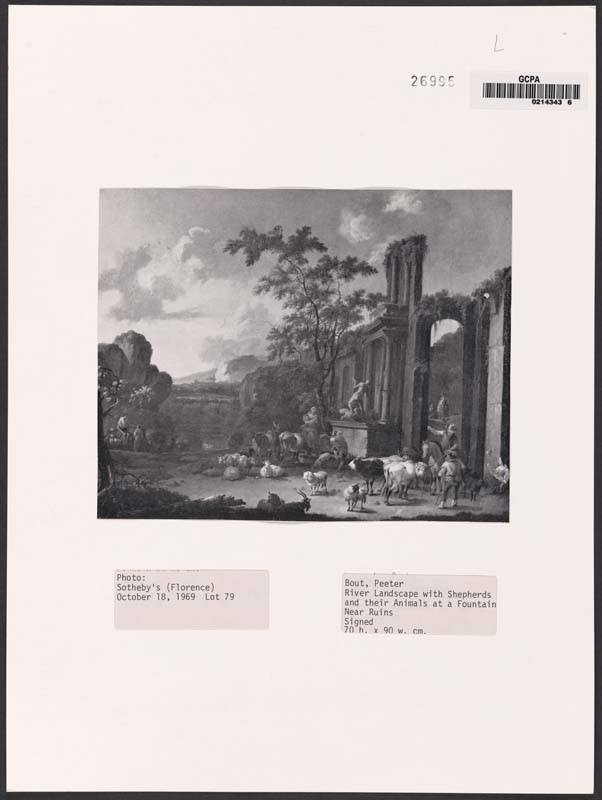 L
26995
GCPA
0214343 6
Photo:
Sotheby's (Florence)
October 18, 1969 Lot 79
Bout, Peeter
River Landscape with Shepherds
and their Animals at a Fountain
Near Ruins
Signed
70 h. x 90 w. cm.